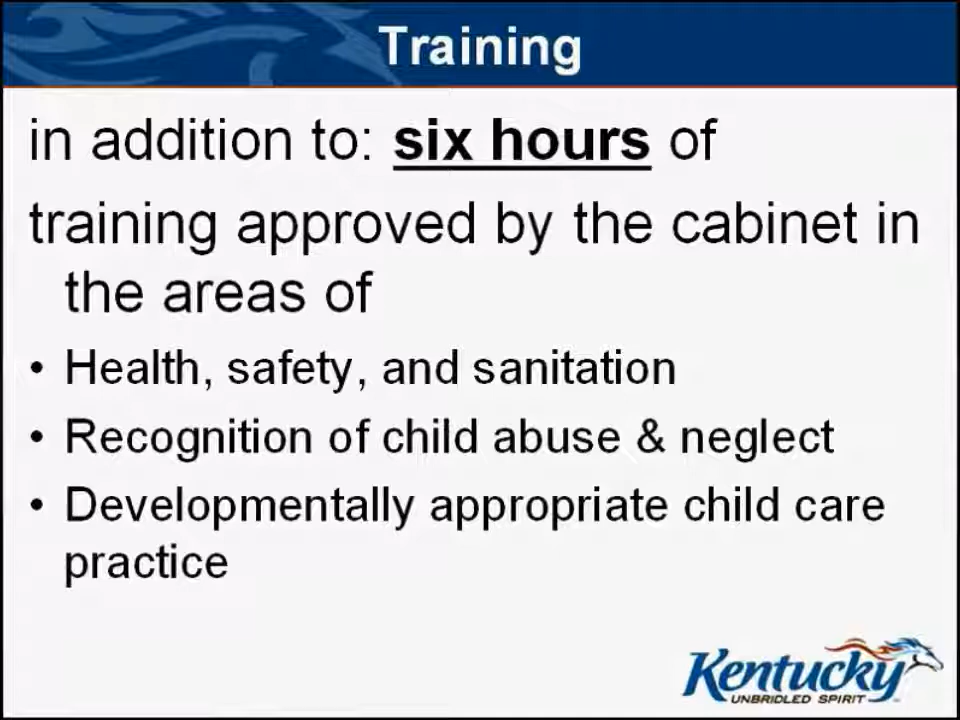 Training
in addition to: six hours of
training approved by the cabinet in
the areas of
• Health, safety, and sanitation
• Recognition of child abuse & neglect
• Developmentally appropriate child care
practice
Kentucky
UNBRIDLED SPIRIT